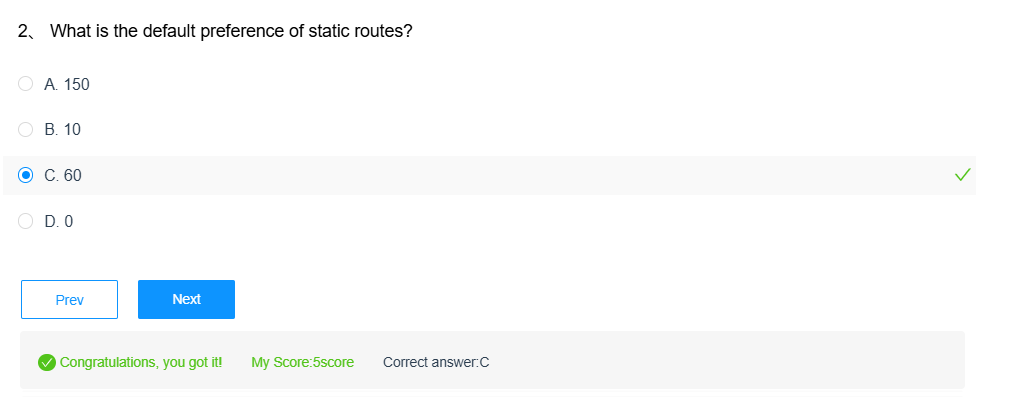 2、 What is the default preference of static routes?
A. 150
B. 10
C. 60
D. 0
Prev Next
Congratulations, you got it! My Score:5score Correct answer:C